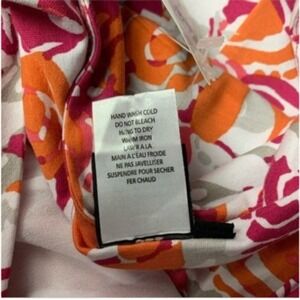 HAND WASH COLD
DO NOT BLEACH
HANG TO DRY
WARM IRON
LAVER A LA
MAIN A L'EAU FROIDE
NE PAS JAVELLISER
SUSPENDRE POUR SECHER
FER CHAUD